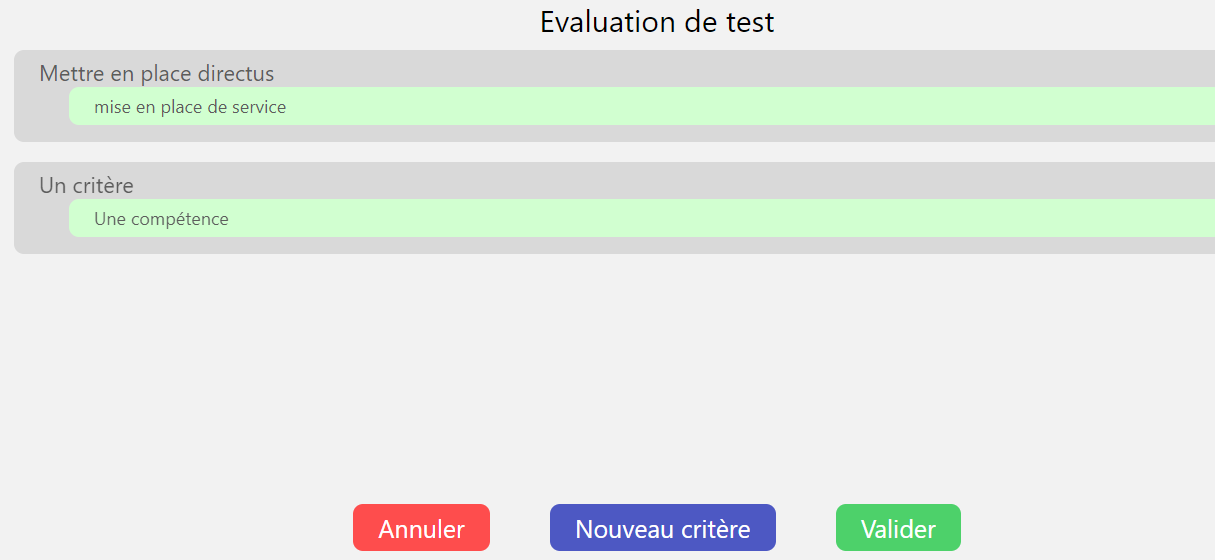 Evaluation de test
Mettre en place directus
mise en place de service
Un critère
Une compétence
Annuler
Nouveau critère
Valider